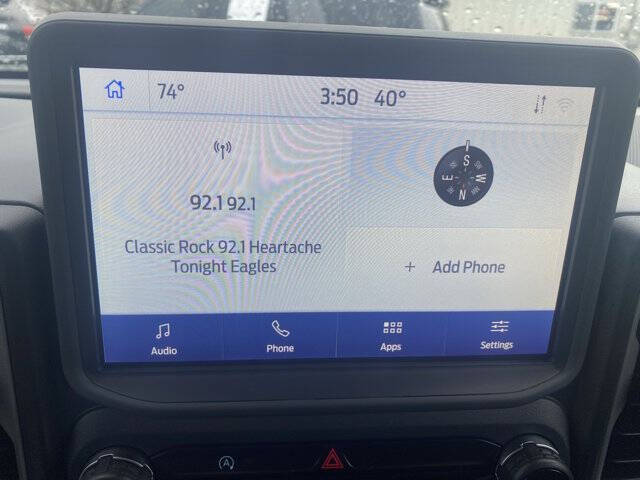 74° 3:50 40°
92.1 92.1
Classic Rock 92.1 Heartache
Tonight Eagles
S
E W
N
+ Add Phone
Audio Phone Apps Settings
A